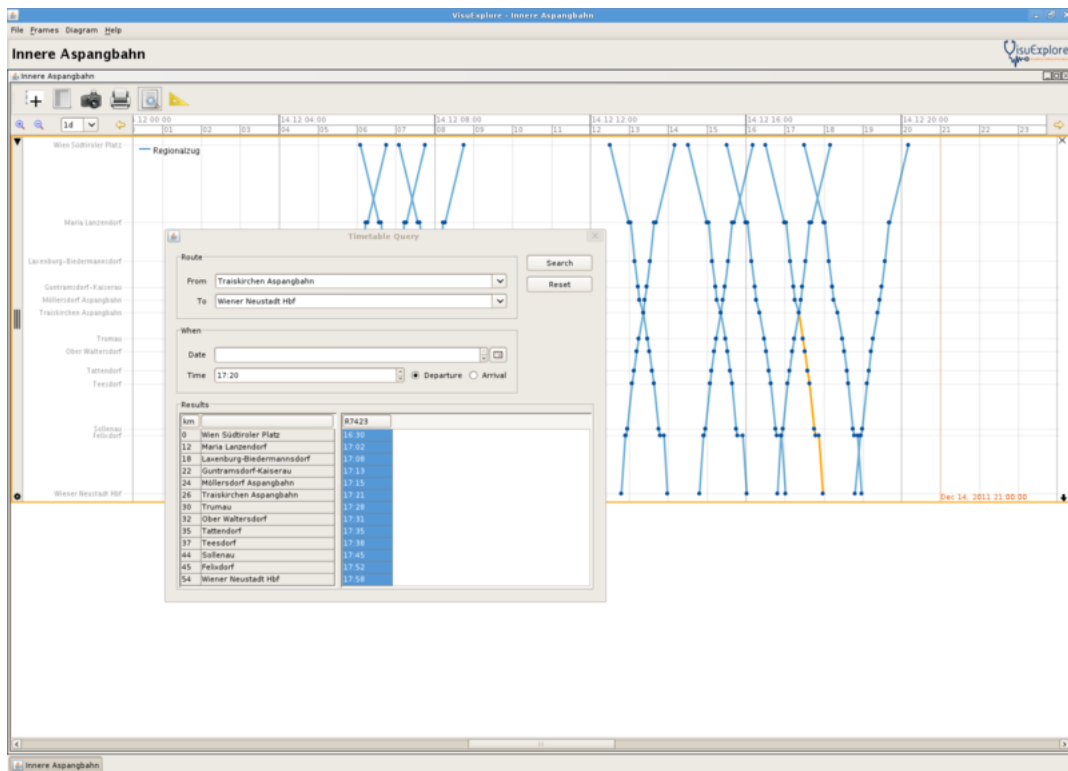 VisuExplore - Innere Aspangbahn
File Frames Diagram Help
Innere Aspangbahn
VisuExplore
Innere Aspangbahn
1d
.12 00:00 14.12 04:00 14.12 08:00 14.12 12:00 14.12 16:00 14.12 20:00
01 02 03 04 05 06 07 08 09 10 11 12 13 14 15 16 17 18 19 20 21 22 23
Wien Südtiroler Platz
Regionalzug
Maria Lanzendorf
Laxenburg-Biedermannsdorf
Guntramsdorf-Kaiserau
Möllersdorf Aspangbahn
Traiskirchen Aspangbahn
Trumau
Ober Waltersdorf
Tattendorf
Teesdorf
Sollenau
Felixdorf
Wiener Neustadt Hbf
Dec 14, 2011 21:00:00
Timetable Query
Route
From Traiskirchen Aspangbahn
To Wiener Neustadt Hbf
Search
Reset
When
Date
Time 17:20 Departure Arrival
Results
km R7423
0 Wien Südtiroler Platz 16:30
12 Maria Lanzendorf 17:02
18 Laxenburg-Biedermannsdorf 17:08
22 Guntramsdorf-Kaiserau 17:13
24 Möllersdorf Aspangbahn 17:15
26 Traiskirchen Aspangbahn 17:21
30 Trumau 17:28
32 Ober Waltersdorf 17:31
35 Tattendorf 17:35
37 Teesdorf 17:38
44 Sollenau 17:45
45 Felixdorf 17:52
54 Wiener Neustadt Hbf 17:58
Innere Aspangbahn